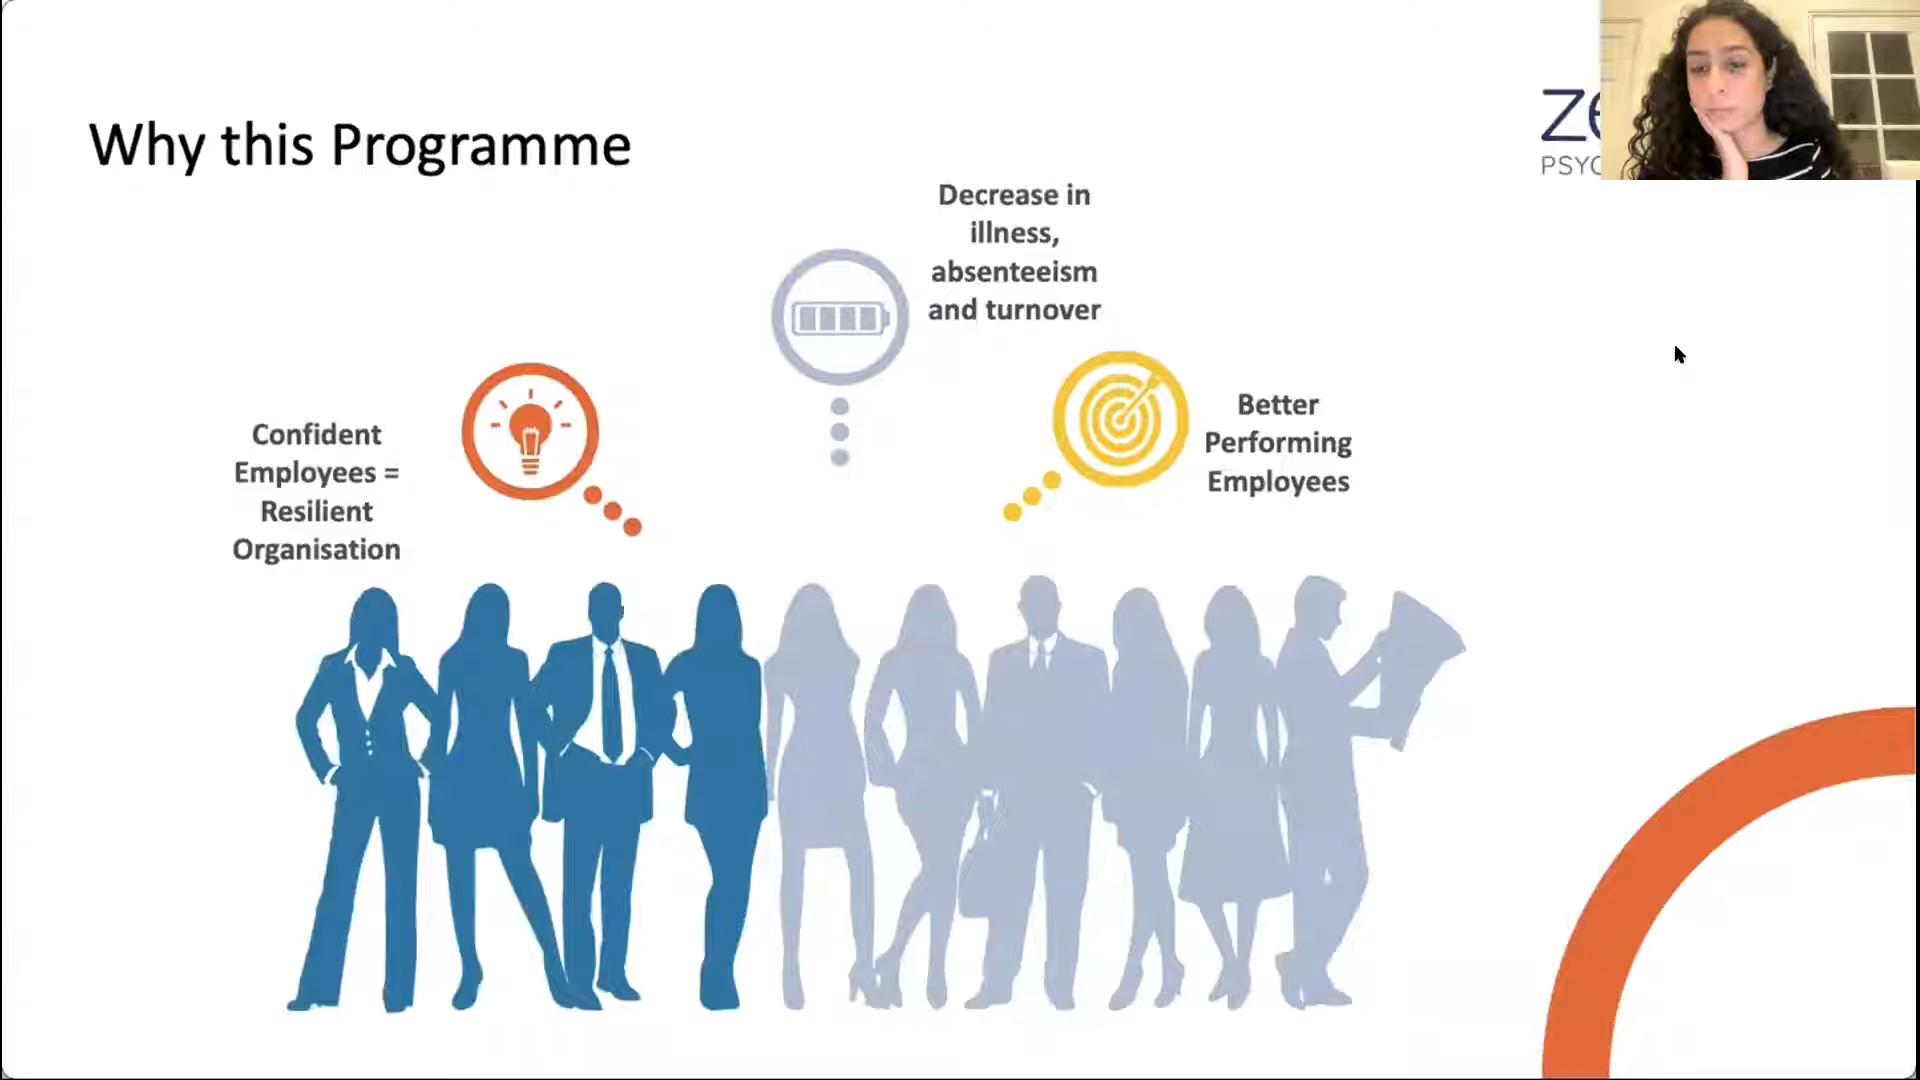 Why this Programme
Decrease in
illness,
absenteeism
and turnover
Better
Performing
Employees
Confident
Employees =
Resilient
Organisation